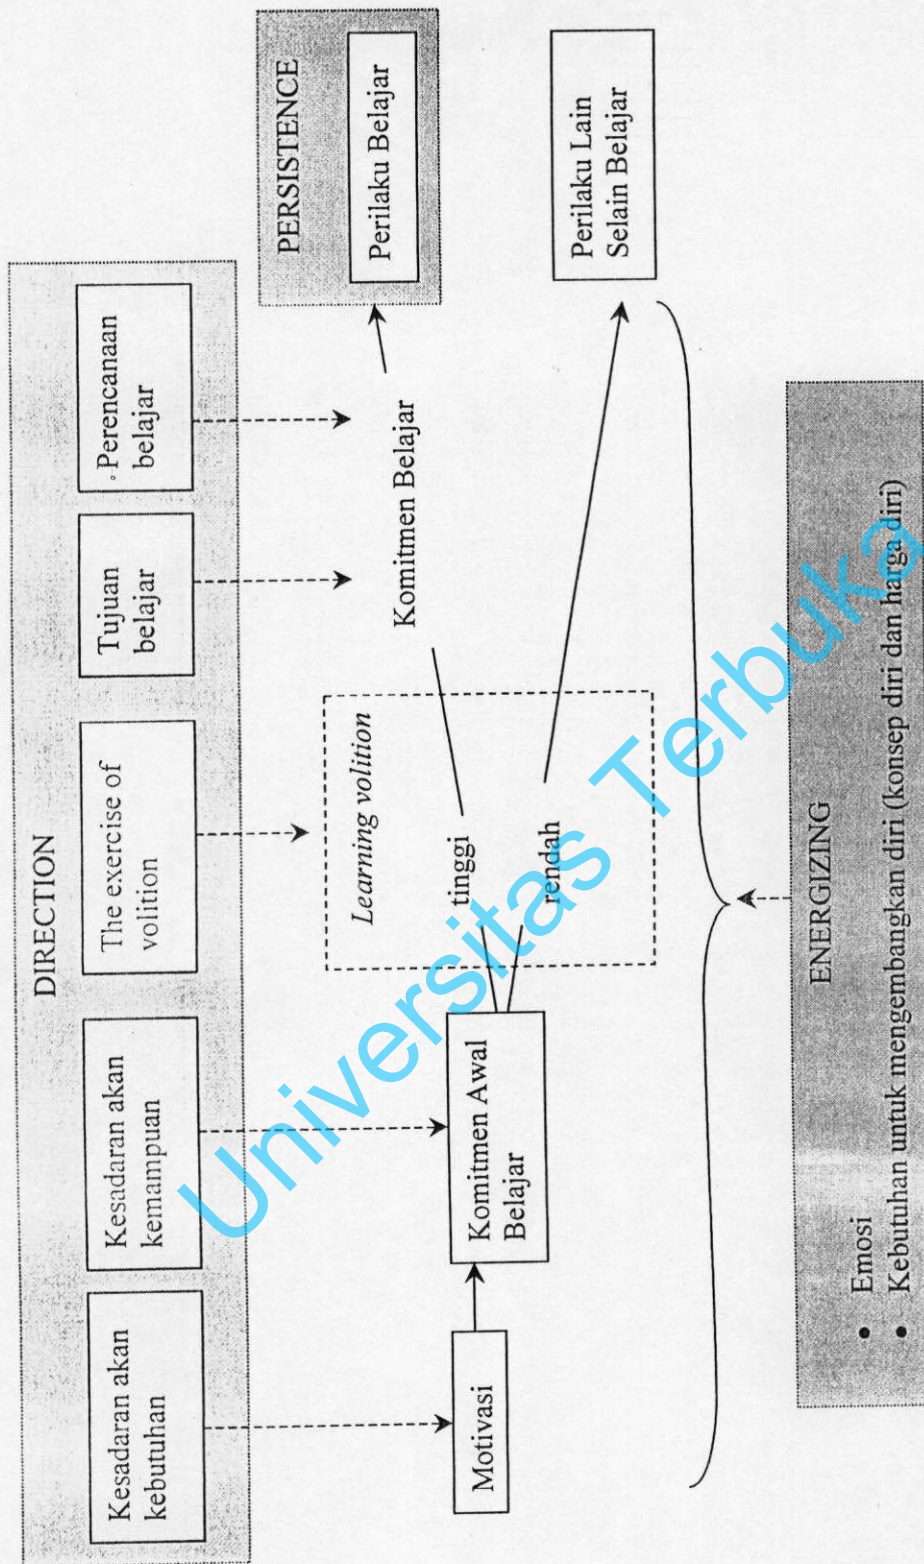 DIRECTION
Kesadaran akan
kebutuhan
Kesadaran akan
kemampuan
The exercise of
volition
Tujuan
belajar
Perencanaan
belajar
PERSISTENCE
Perilaku Belajar
Learning volition
tinggi
rendah
Komitmen Belajar
Motivasi
Komitmen Awal
Belajar
Perilaku Lain
Selain Belajar
ENERGIZING
• Emosi
• Kebutuhan untuk mengembangkan diri (konsep diri dan harga diri)
Universitas Terbuka